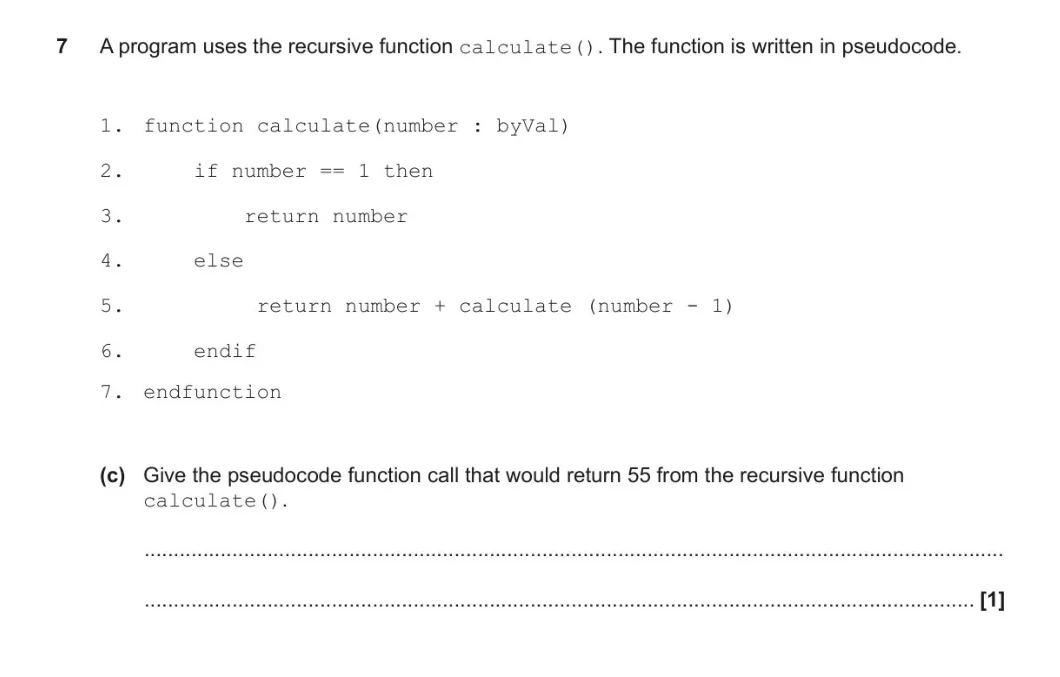 7 A program uses the recursive function calculate(). The function is written in pseudocode.
1. function calculate(number : byVal)
2. if number == 1 then
3. return number
4. else
5. return number + calculate (number - 1)
6. endif
7. endfunction
(c) Give the pseudocode function call that would return 55 from the recursive function
calculate().
..........................................................................................................................................................
..................................................................................................................................................... [1]